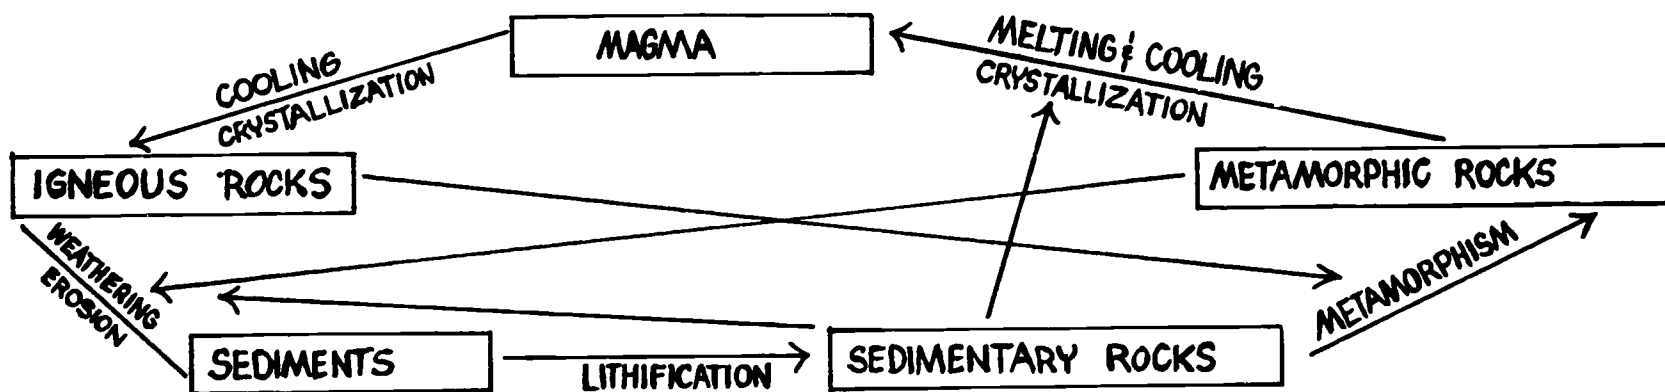 MAGMA
MELTING & COOLING
CRYSTALLIZATION
COOLING
CRYSTALLIZATION
IGNEOUS ROCKS
METAMORPHIC ROCKS
WEATHERING
EROSION
METAMORPHISM
SEDIMENTS
LITHIFICATION
SEDIMENTARY ROCKS